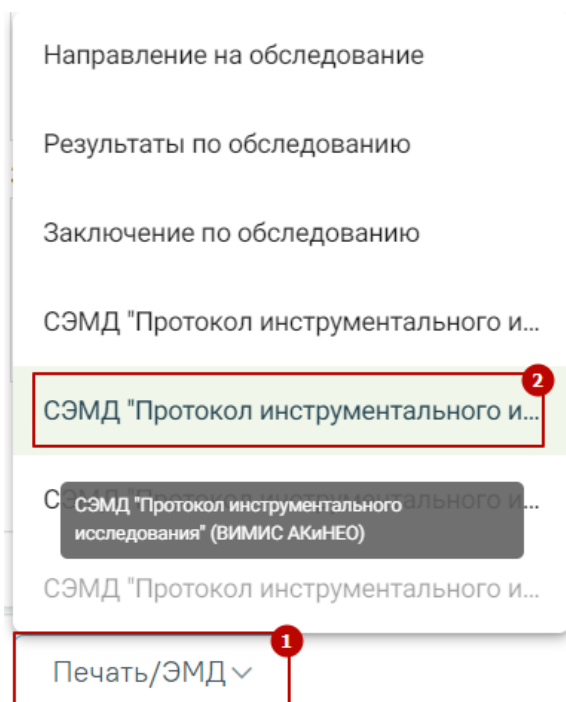 Направление на обследование
Результаты по обследованию
Заключение по обследованию
СЭМД "Протокол инструментального и...
СЭМД "Протокол инструментального и...
2
СЭМД "Протокол инструментального
исследования" (ВИМИС АКиНЕО)
СЭМД "Протокол инструментального и...
1
Печать/ЭМД